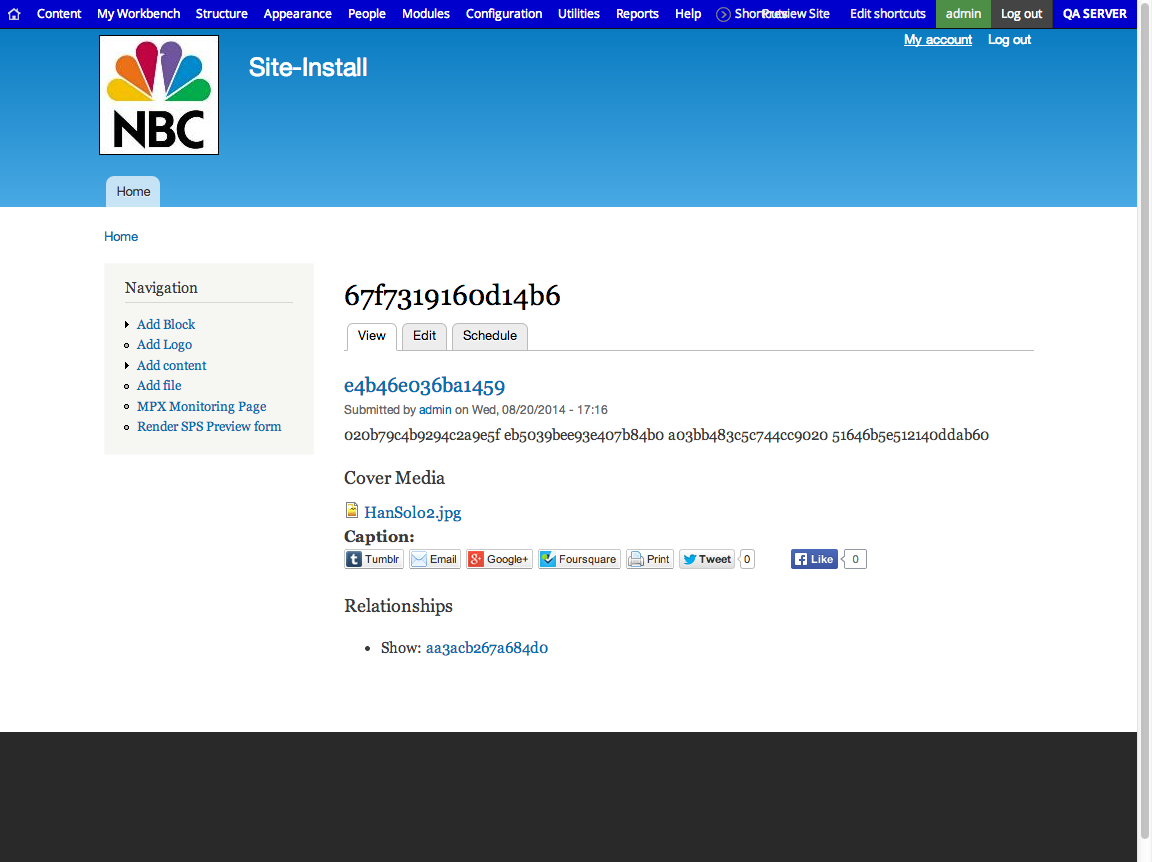 Content My Workbench Structure Appearance People Modules Configuration Utilities Reports Help Shortcuts Preview Site Edit shortcuts admin Log out QA SERVER
My account Log out
Site-Install
NBC
Home
Home
Navigation
Add Block
Add Logo
Add content
Add file
MPX Monitoring Page
Render SPS Preview form
67f7319160d14b6
View Edit Schedule
e4b46e036ba1459
Submitted by admin on Wed, 08/20/2014 - 17:16
020b79c4b9294c2a9e5f eb5039bee93e407b84b0 a03bb483c5c744cc9020 51646b5e512140ddab60
Cover Media
HanSolo2.jpg
Caption:
Tumblr Email Google+ Foursquare Print Tweet 0 Like 0
Relationships
Show: aa3acb267a684d0